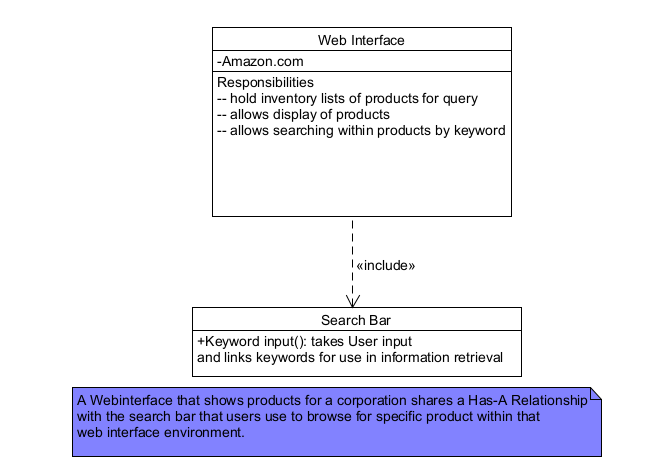 Web Interface
-Amazon.com
Responsibilities
-- hold inventory lists of products for query
-- allows display of products
-- allows searching within products by keyword
«include»
Search Bar
+Keyword input(): takes User input
and links keywords for use in information retrieval
A Webinterface that shows products for a corporation shares a Has-A Relationship
with the search bar that users use to browse for specific product within that
web interface environment.